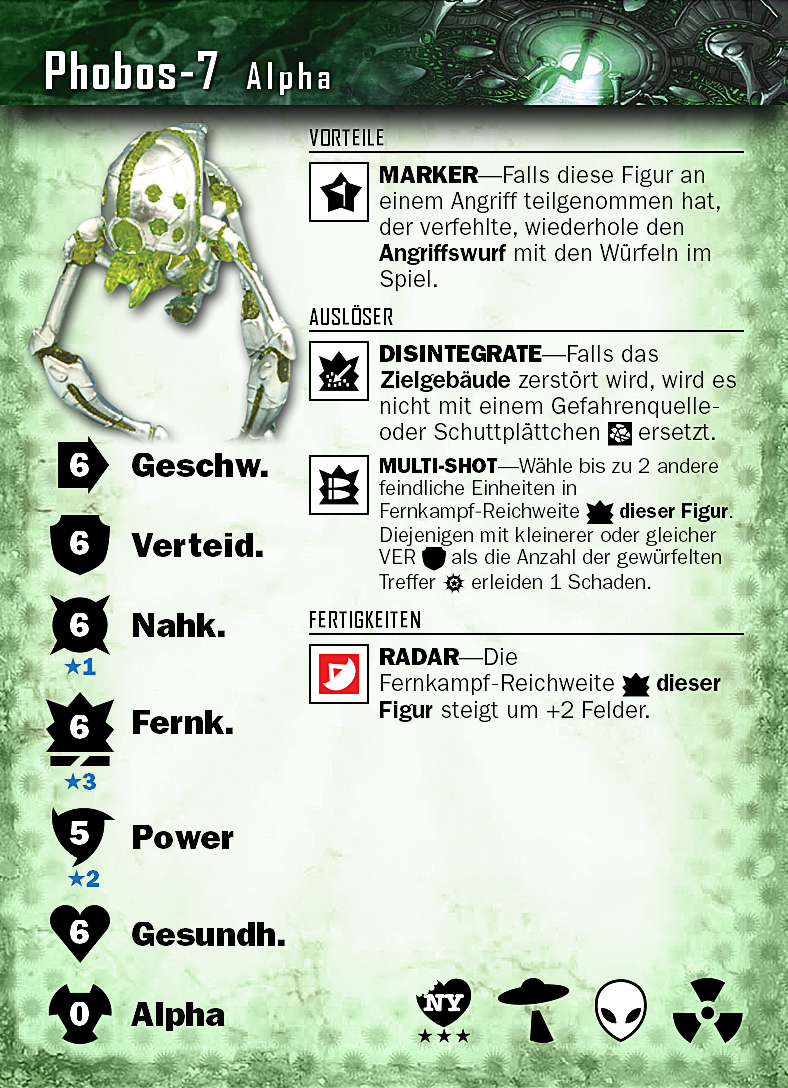 Phobos-7 Alpha
VORTEILE
MARKER—Falls diese Figur an
einem Angriff teilgenommen hat,
der verfehlte, wiederhole den
Angriffswurf mit den Würfeln im
Spiel.
AUSLÖSER
DISINTEGRATE—Falls das
Zielgebäude zerstört wird, wird es
nicht mit einem Gefahrenquelle-
oder Schuttplättchen ersetzt.
MULTI-SHOT—Wähle bis zu 2 andere
feindliche Einheiten in
Fernkampf-Reichweite dieser Figur.
Diejenigen mit kleinerer oder gleicher
VER als die Anzahl der gewürfelten
Treffer erleiden 1 Schaden.
FERTIGKEITEN
RADAR—Die
Fernkampf-Reichweite dieser
Figur steigt um +2 Felder.
6 Geschw.
6 Verteid.
6 Nahk.
★1
6 Fernk.
★3
5 Power
★2
6 Gesundh.
0 Alpha
NY
★★★